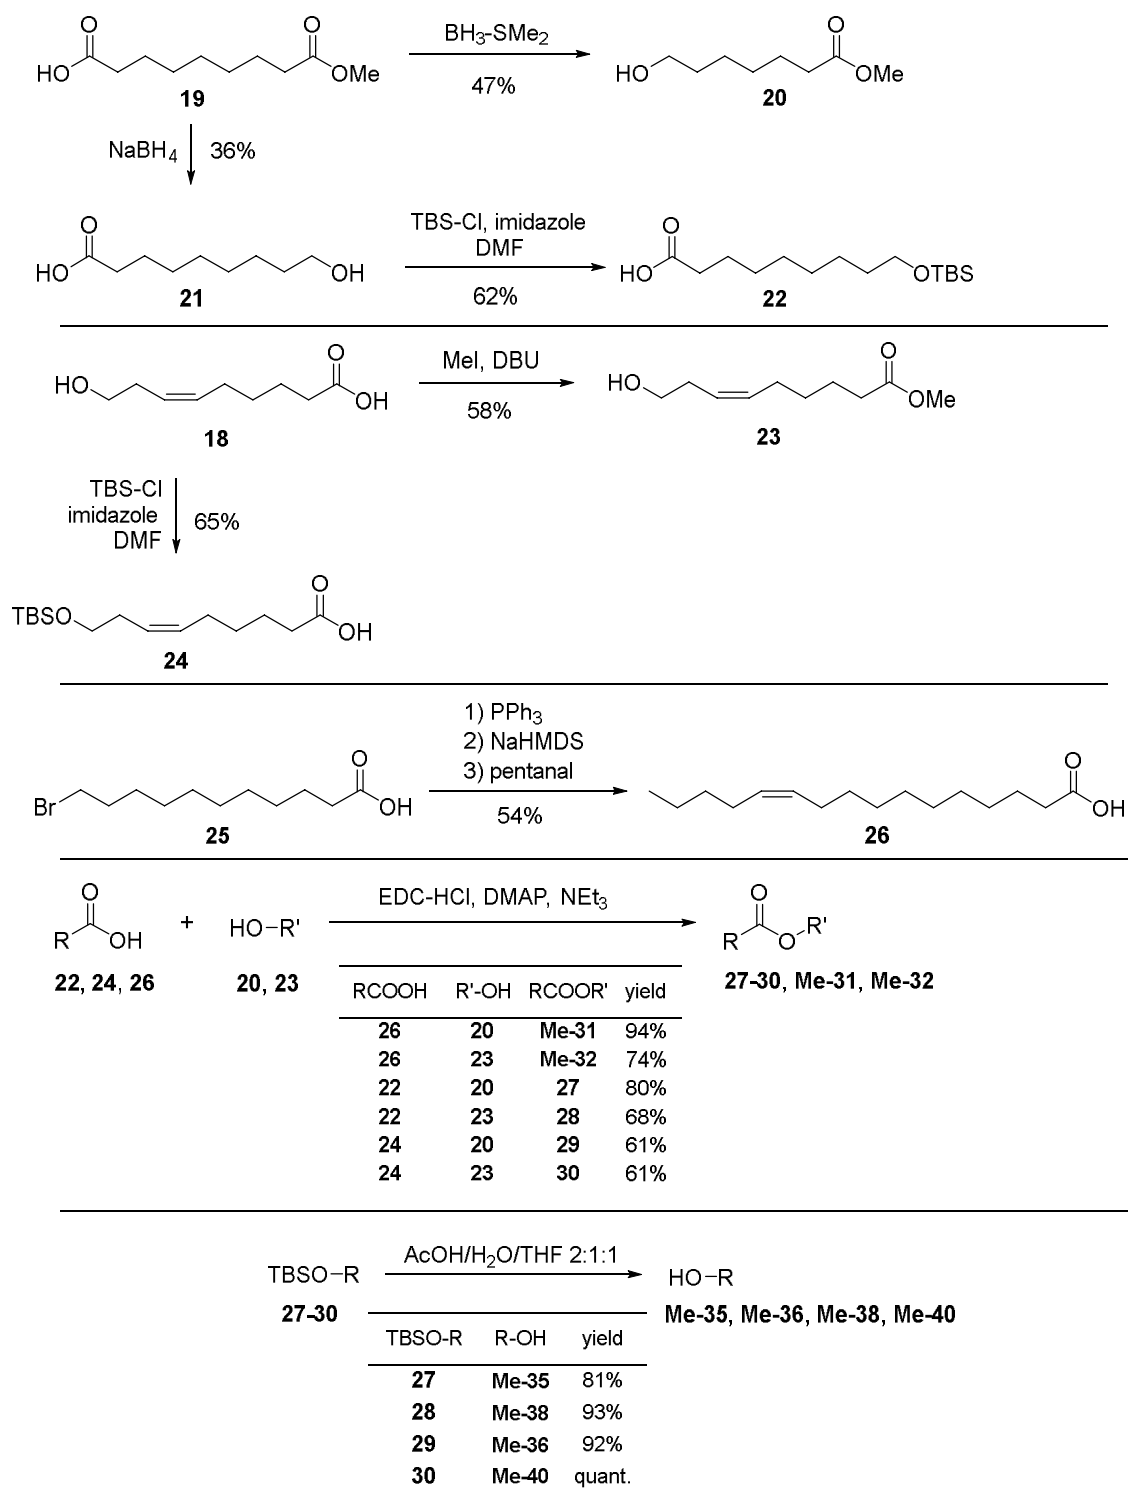 O
HO
O
OMe
19
BH3-SMe2
47%
HO
O
OMe
20
NaBH4
36%
O
HO
OH
21
TBS-Cl, imidazole
DMF
62%
O
HO
OTBS
22
HO
O
OH
18
MeI, DBU
58%
HO
O
OMe
23
TBS-Cl
imidazole
DMF
65%
TBSO
O
OH
24
Br
O
OH
25
1) PPh3
2) NaHMDS
3) pentanal
54%
O
OH
26
R
O
OH
22, 24, 26
+
HO-R'
20, 23
EDC-HCl, DMAP, NEt3
R
O
O
R'
27-30, Me-31, Me-32
RCOOH R'-OH RCOOR' yield
26 20 Me-31 94%
26 23 Me-32 74%
22 20 27 80%
22 23 28 68%
24 20 29 61%
24 23 30 61%
TBSO-R
27-30
AcOH/H2O/THF 2:1:1
HO-R
Me-35, Me-36, Me-38, Me-40
TBSO-R R-OH yield
27 Me-35 81%
28 Me-38 93%
29 Me-36 92%
30 Me-40 quant.